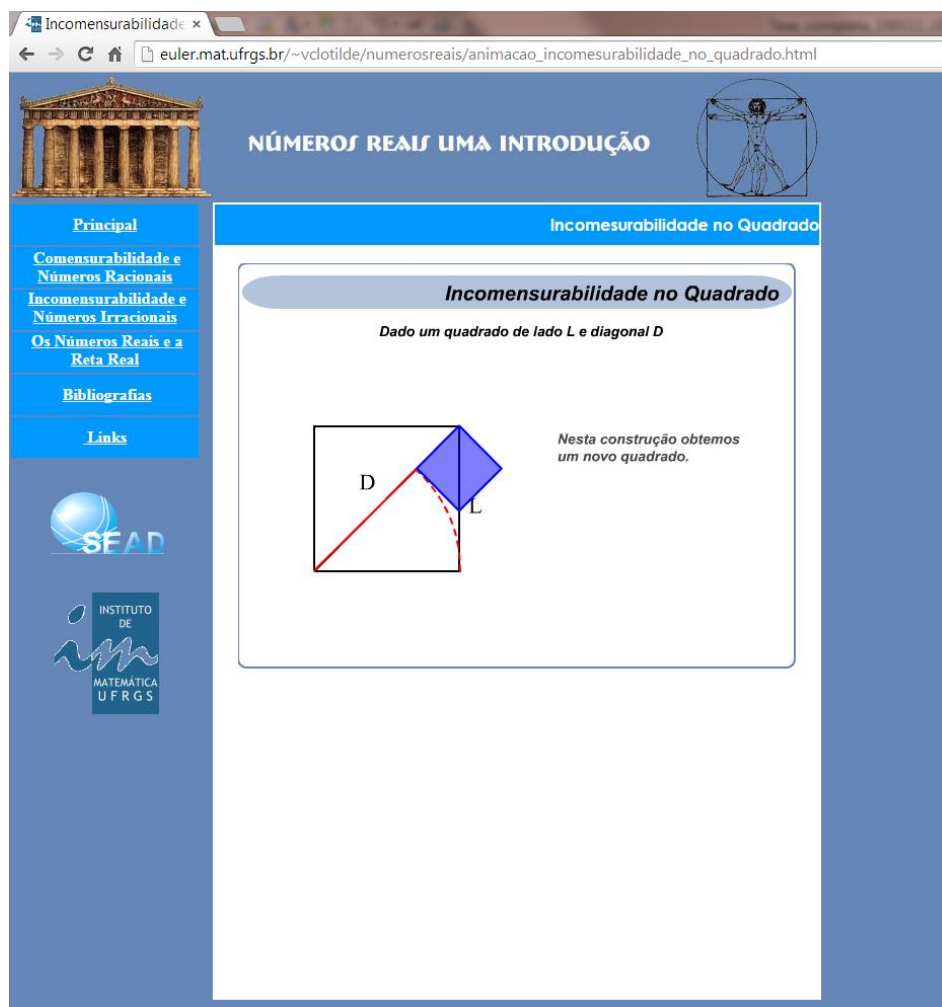 Incomensurabilidade
euler.mat.ufrgs.br/~vclotilde/numerosreais/animacao_incomesurabilidade_no_quadrado.html
NÚMEROS REAIS UMA INTRODUÇÃO
Principal
Comensurabilidade e
Números Racionais
Incomensurabilidade e
Números Irracionais
Os Números Reais e a
Reta Real
Bibliografias
Links
SEAD
INSTITUTO
DE
im
MATEMÁTICA
UFRGS
Incomesurabilidade no Quadrado
Incomensurabilidade no Quadrado
Dado um quadrado de lado L e diagonal D
Nesta construção obtemos
um novo quadrado.
D
L